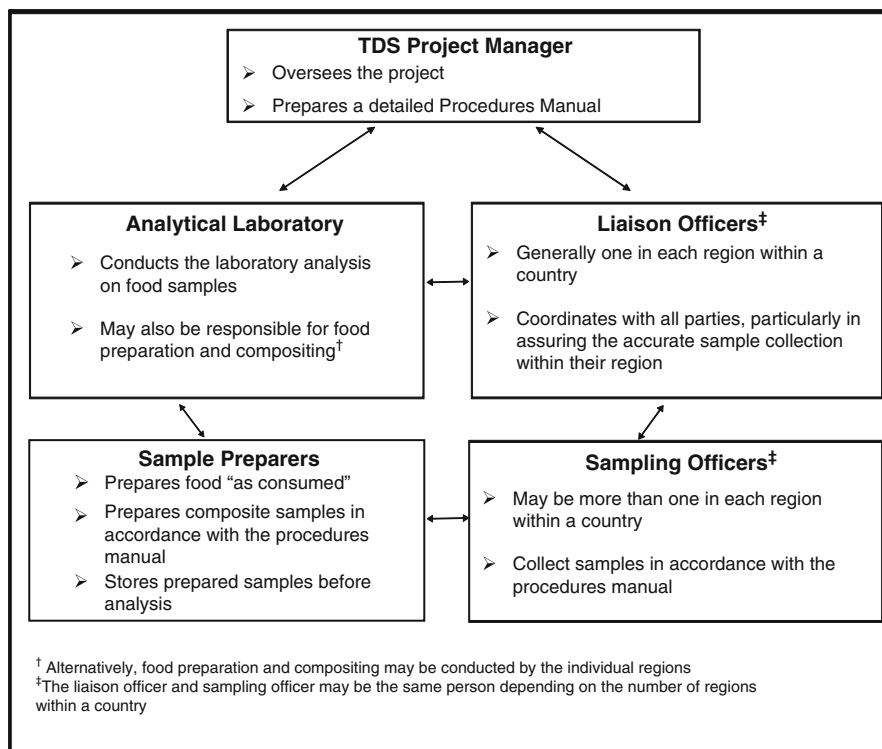 TDS Project Manager
➢ Oversees the project
➢ Prepares a detailed Procedures Manual
Analytical Laboratory
➢ Conducts the laboratory analysis
on food samples
➢ May also be responsible for food
preparation and compositing†
Liaison Officers‡
➢ Generally one in each region within a
country
➢ Coordinates with all parties, particularly in
assuring the accurate sample collection
within their region
Sample Preparers
➢ Prepares food “as consumed”
➢ Prepares composite samples in
accordance with the procedures
manual
➢ Stores prepared samples before
analysis
Sampling Officers‡
➢ May be more than one in each region
within a country
➢ Collect samples in accordance with the
procedures manual
† Alternatively, food preparation and compositing may be conducted by the individual regions
‡The liaison officer and sampling officer may be the same person depending on the number of regions
within a country